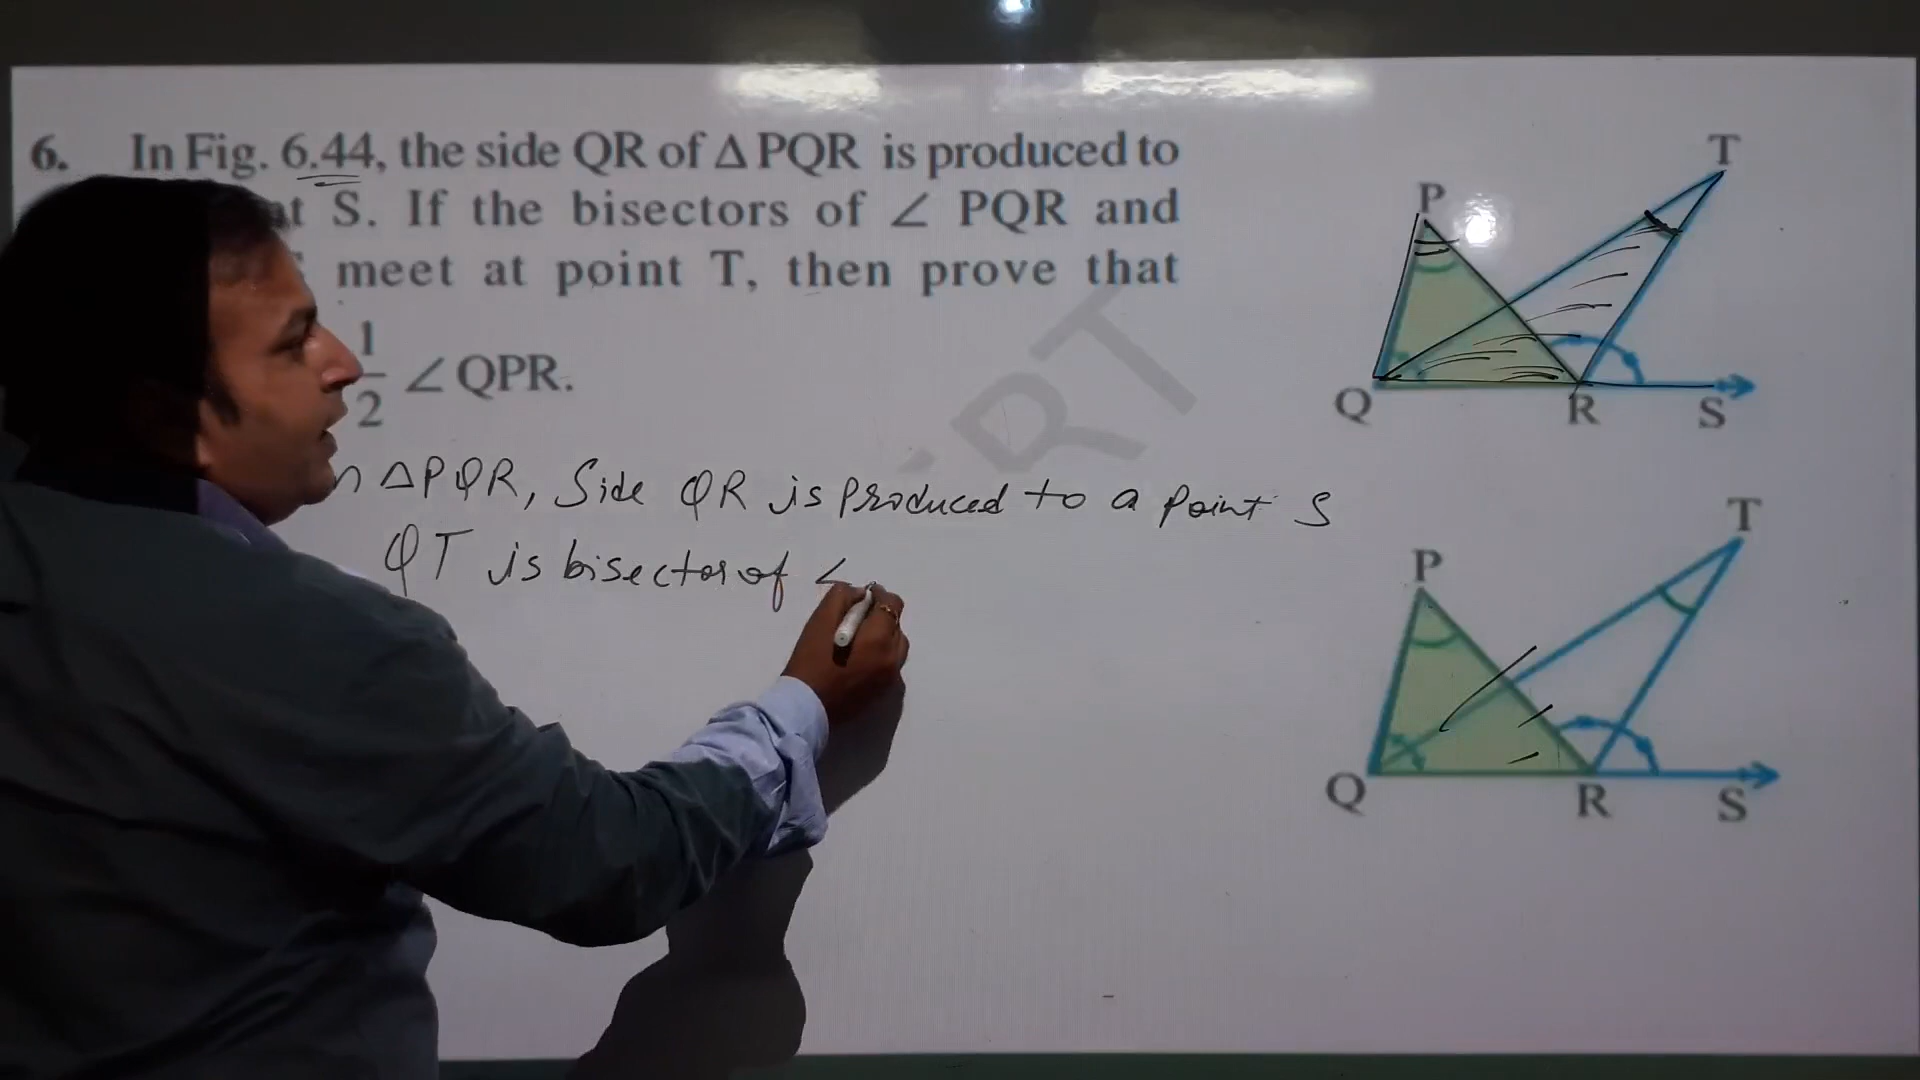 6. In Fig. 6.44, the side QR of Δ PQR is produced to
at S. If the bisectors of ∠ PQR and
meet at point T, then prove that
1
2
∠ QPR.
ΔPQR, Side QR is produced to a point S
QT is bisector of ∠
P
T
Q
R
S
P
T
Q
R
S
RT